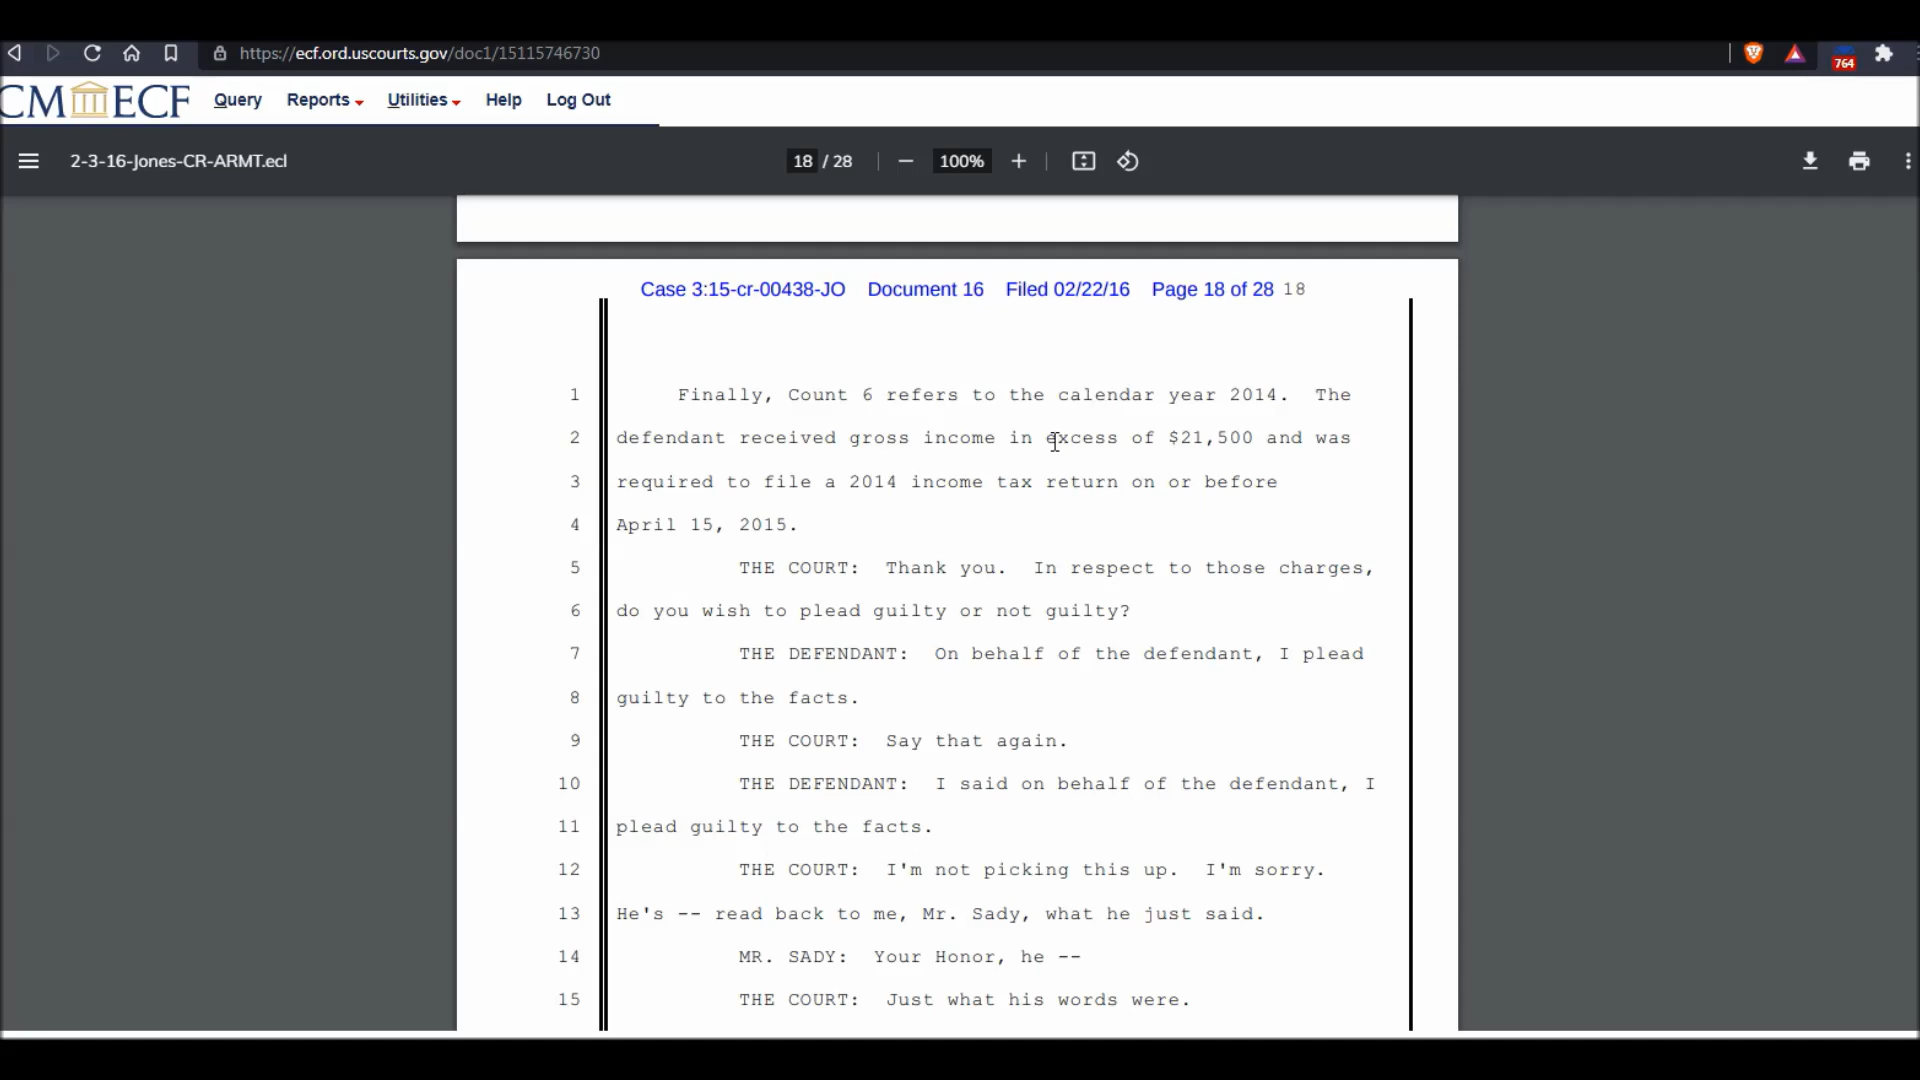 https://ecf.ord.uscourts.gov/doc1/15115746730
764
CM ECF Query Reports Utilities Help Log Out
2-3-16-Jones-CR-ARMT.ecl 18 / 28 100%
Case 3:15-cr-00438-JO Document 16 Filed 02/22/16 Page 18 of 28 18
1 Finally, Count 6 refers to the calendar year 2014. The
2 defendant received gross income in excess of $21,500 and was
3 required to file a 2014 income tax return on or before
4 April 15, 2015.
5 THE COURT: Thank you. In respect to those charges,
6 do you wish to plead guilty or not guilty?
7 THE DEFENDANT: On behalf of the defendant, I plead
8 guilty to the facts.
9 THE COURT: Say that again.
10 THE DEFENDANT: I said on behalf of the defendant, I
11 plead guilty to the facts.
12 THE COURT: I'm not picking this up. I'm sorry.
13 He's -- read back to me, Mr. Sady, what he just said.
14 MR. SADY: Your Honor, he --
15 THE COURT: Just what his words were.